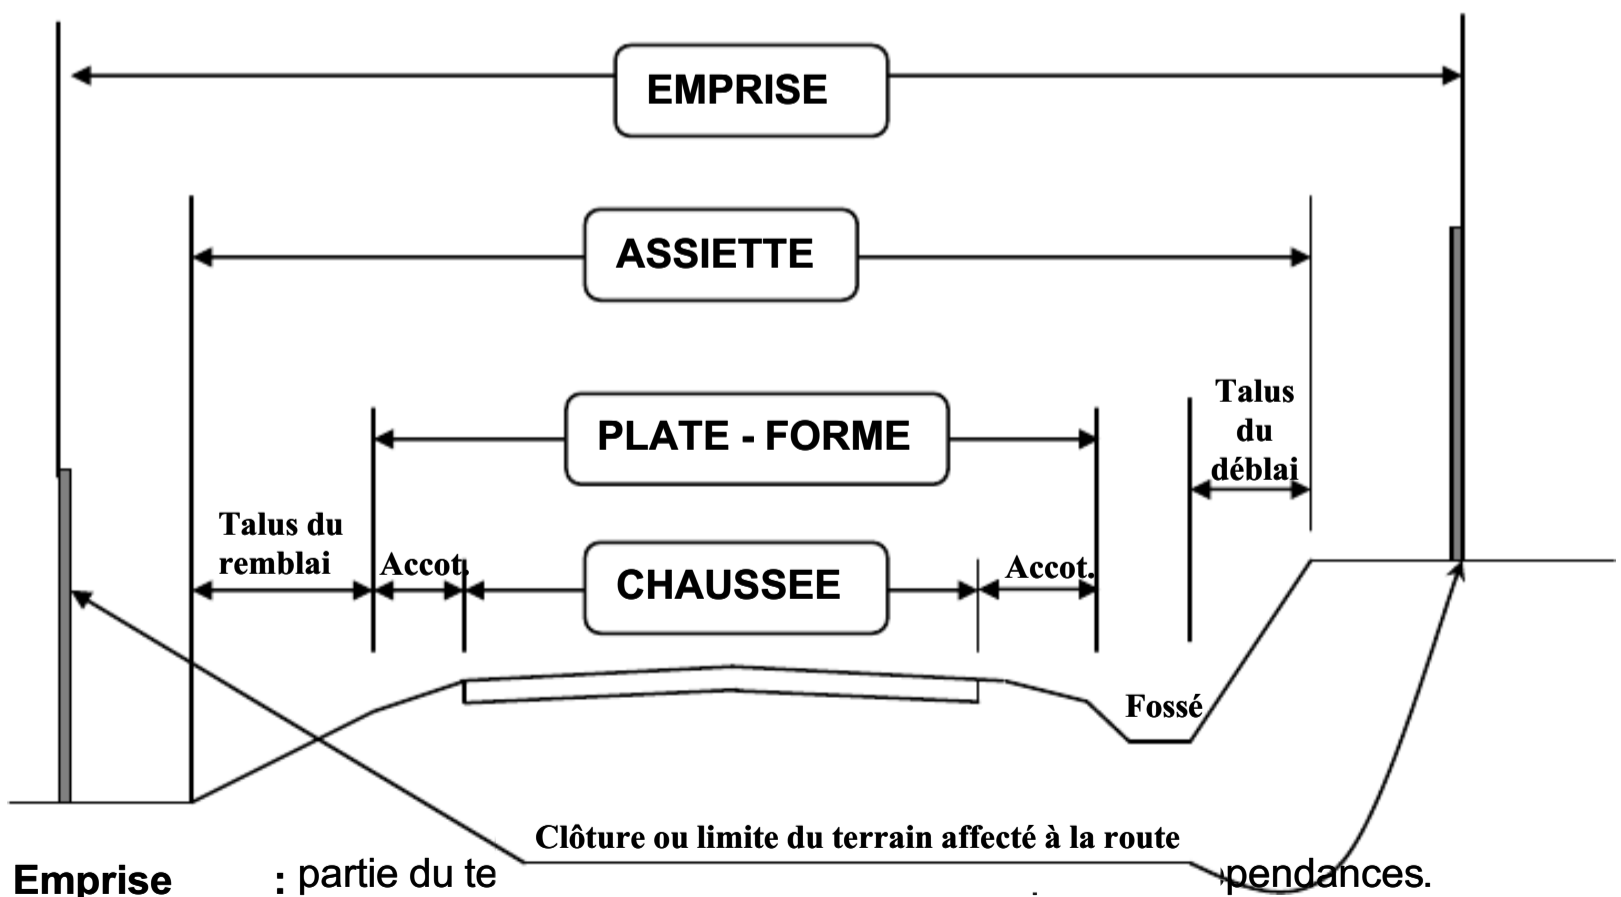 EMPRISE
ASSIETTE
Talus
du
déblai
PLATE - FORME
Talus du
remblai
Accot.
CHAUSSEE
Accot.
Fossé
Clôture ou limite du terrain affecté à la route
Emprise : partie du te pendances.